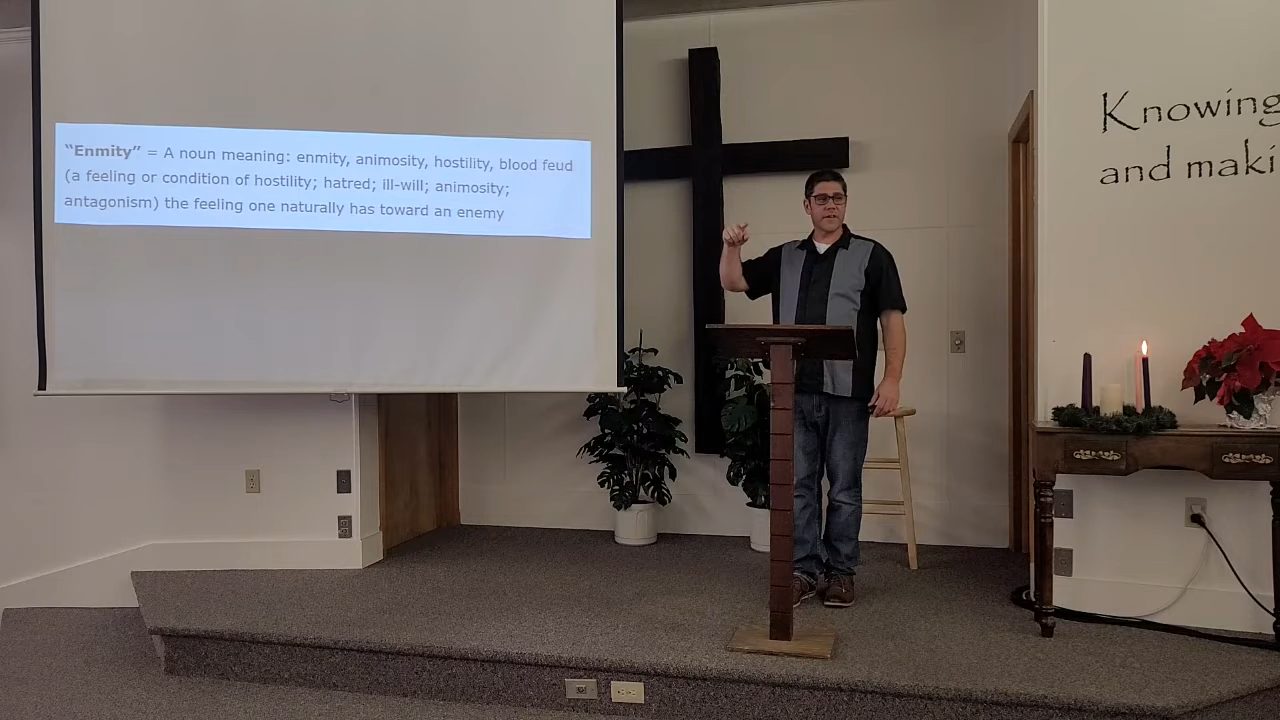 “Enmity” = A noun meaning: enmity, animosity, hostility, blood feud
(a feeling or condition of hostility; hatred; ill-will; animosity;
antagonism) the feeling one naturally has toward an enemy
Knowing
and maki